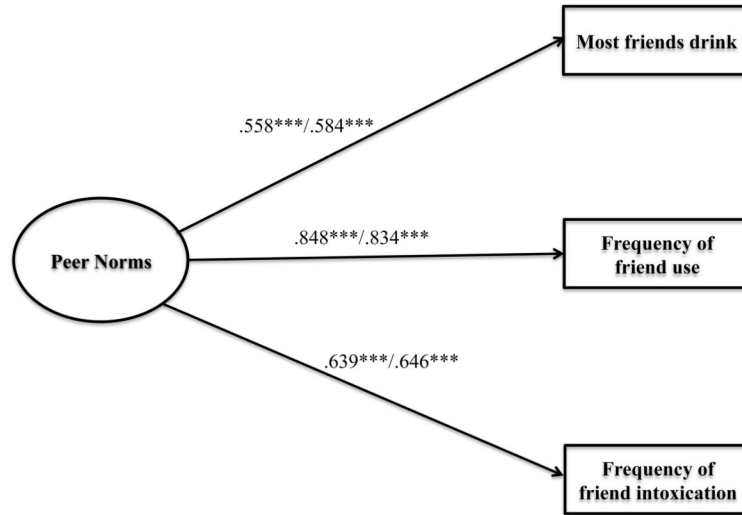 Most friends drink
.558***/.584***
.848***/.834***
Peer Norms
Frequency of
friend use
.639***/.646***
Frequency of
friend intoxication